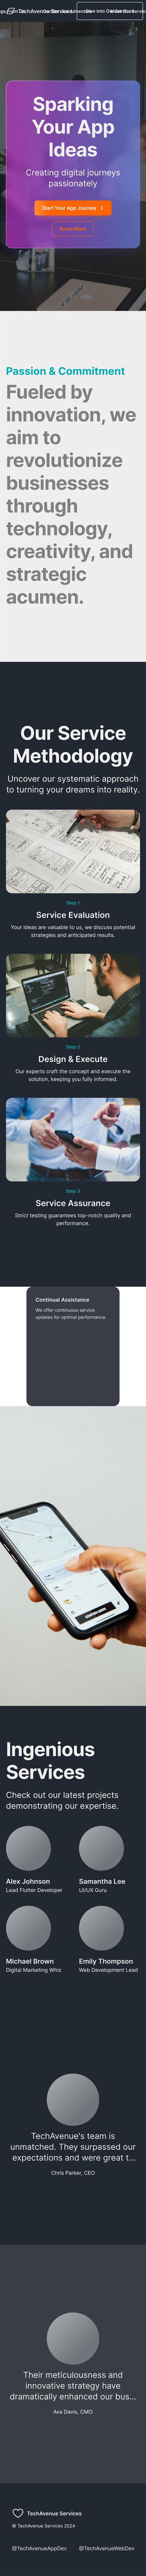 TechAvenue Services
Sparking
Your App
Ideas
Creating digital journeys
passionately
Start Your App Journey
Know More
Passion & Commitment
Fueled by
innovation, we
aim to
revolutionize
businesses
through
technology,
creativity, and
strategic
acumen.
Our Service
Methodology
Uncover our systematic approach
to turning your dreams into reality.
Step 1
Service Evaluation
Your ideas are valuable to us, we discuss potential
strategies and anticipated results.
Step 2
Design & Execute
Our experts craft the concept and execute the
solution, keeping you fully informed.
Step 3
Service Assurance
Strict testing guarantees top-notch quality and
performance.
Continual Assistance
We offer continuous service
updates for optimal performance.
Ingenious
Services
Check out our latest projects
demonstrating our expertise.
Alex Johnson
Samantha Lee
Lead Flutter Developer
UI/UX Guru
Michael Brown
Emily Thompson
Digital Marketing Whiz
Web Development Lead
TechAvenue's team is
unmatched. They surpassed our
expectations and were great t...
Chris Parker, CEO
Their meticulousness and
innovative strategy have
dramatically enhanced our bus...
Ava Davis, CMO
TechAvenue Services
© TechAvenue Services 2024
@TechAvenueAppDev
@TechAvenueWebDev